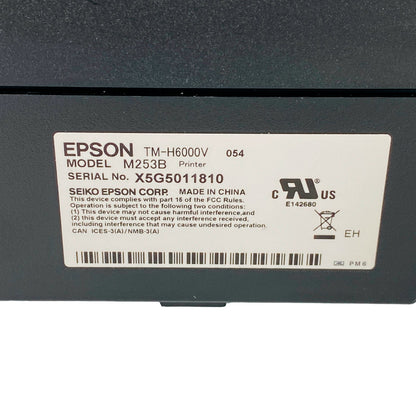 EPSON TM-H6000V 054
MODEL M253B Printer
SERIAL No. X5G5011810
SEIKO EPSON CORP. MADE IN CHINA
This device complies with part 15 of the FCC Rules.
Operation is subject to the following two conditions:
(1)This device may not cause harmful interference,and
(2)this device must accept any interference
received, including interference that may
cause undesired operation.
CAN ICES-3(A)/NMB-3(A)
C UR US
E142680
EH
PM6